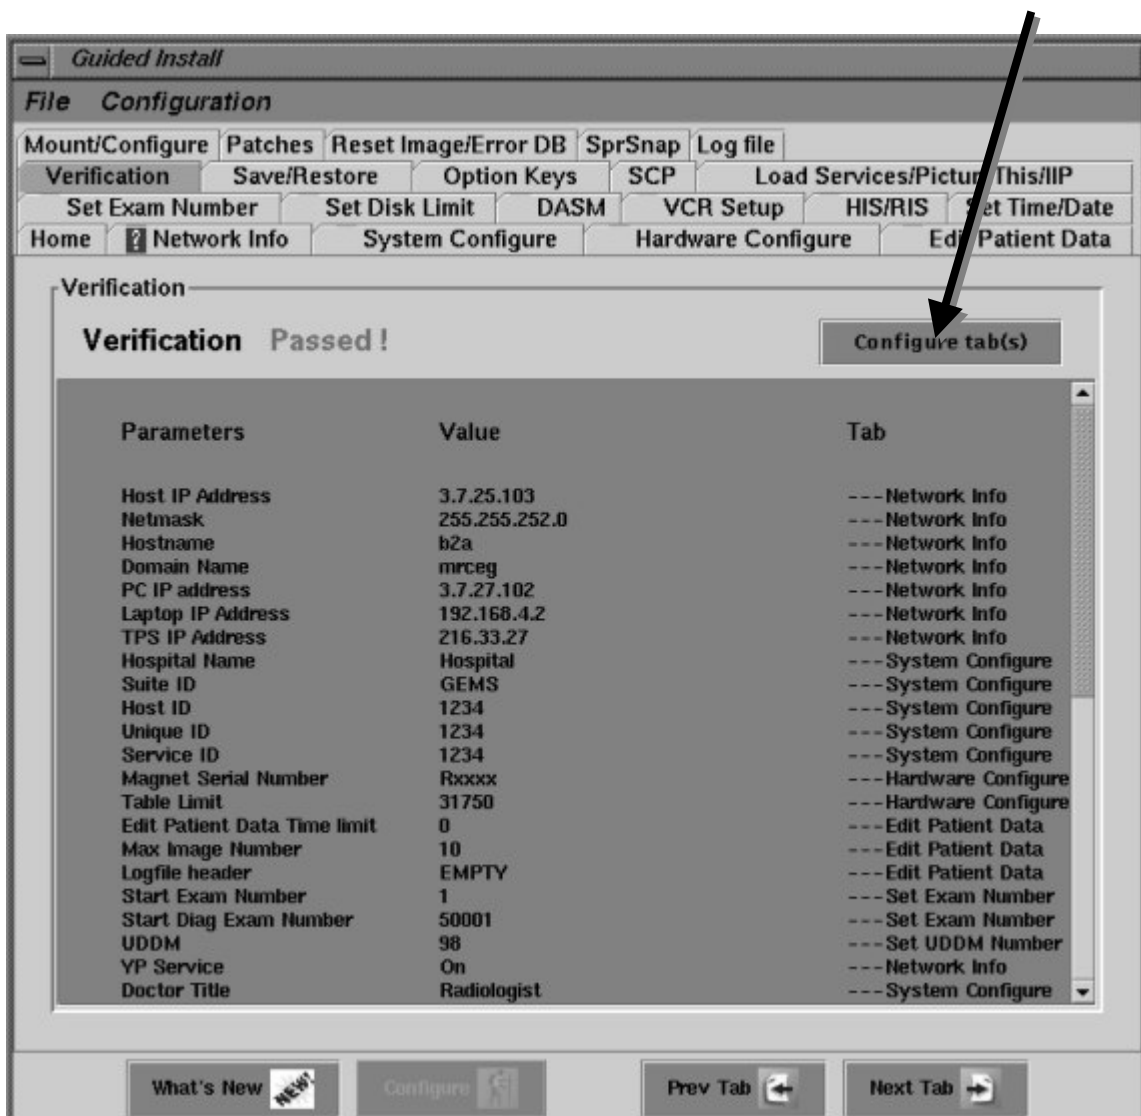 Guided Install
File Configuration
Mount/Configure Patches Reset Image/Error DB SprSnap Log file
Verification Save/Restore Option Keys SCP Load Services/Pictur This/IIP
Set Exam Number Set Disk Limit DASM VCR Setup HIS/RIS Set Time/Date
Home ? Network Info System Configure Hardware Configure Edit Patient Data
Verification
Verification Passed !
Configure tab(s)
Parameters Value Tab
Host IP Address 3.7.25.103 ---Network Info
Netmask 255.255.252.0 ---Network Info
Hostname b2a ---Network Info
Domain Name mrceg ---Network Info
PC IP address 3.7.27.102 ---Network Info
Laptop IP Address 192.168.4.2 ---Network Info
TPS IP Address 216.33.27 ---Network Info
Hospital Name Hospital ---System Configure
Suite ID GEMS ---System Configure
Host ID 1234 ---System Configure
Unique ID 1234 ---System Configure
Service ID 1234 ---System Configure
Magnet Serial Number Rxxxx ---Hardware Configure
Table Limit 31750 ---Hardware Configure
Edit Patient Data Time limit 0 ---Edit Patient Data
Max Image Number 10 ---Edit Patient Data
Logfile header EMPTY ---Edit Patient Data
Start Exam Number 1 ---Set Exam Number
Start Diag Exam Number 50001 ---Set Exam Number
UDDM 98 ---Set UDDM Number
YP Service On ---Network Info
Doctor Title Radiologist ---System Configure
What's New NEW! Configure Prev Tab Next Tab